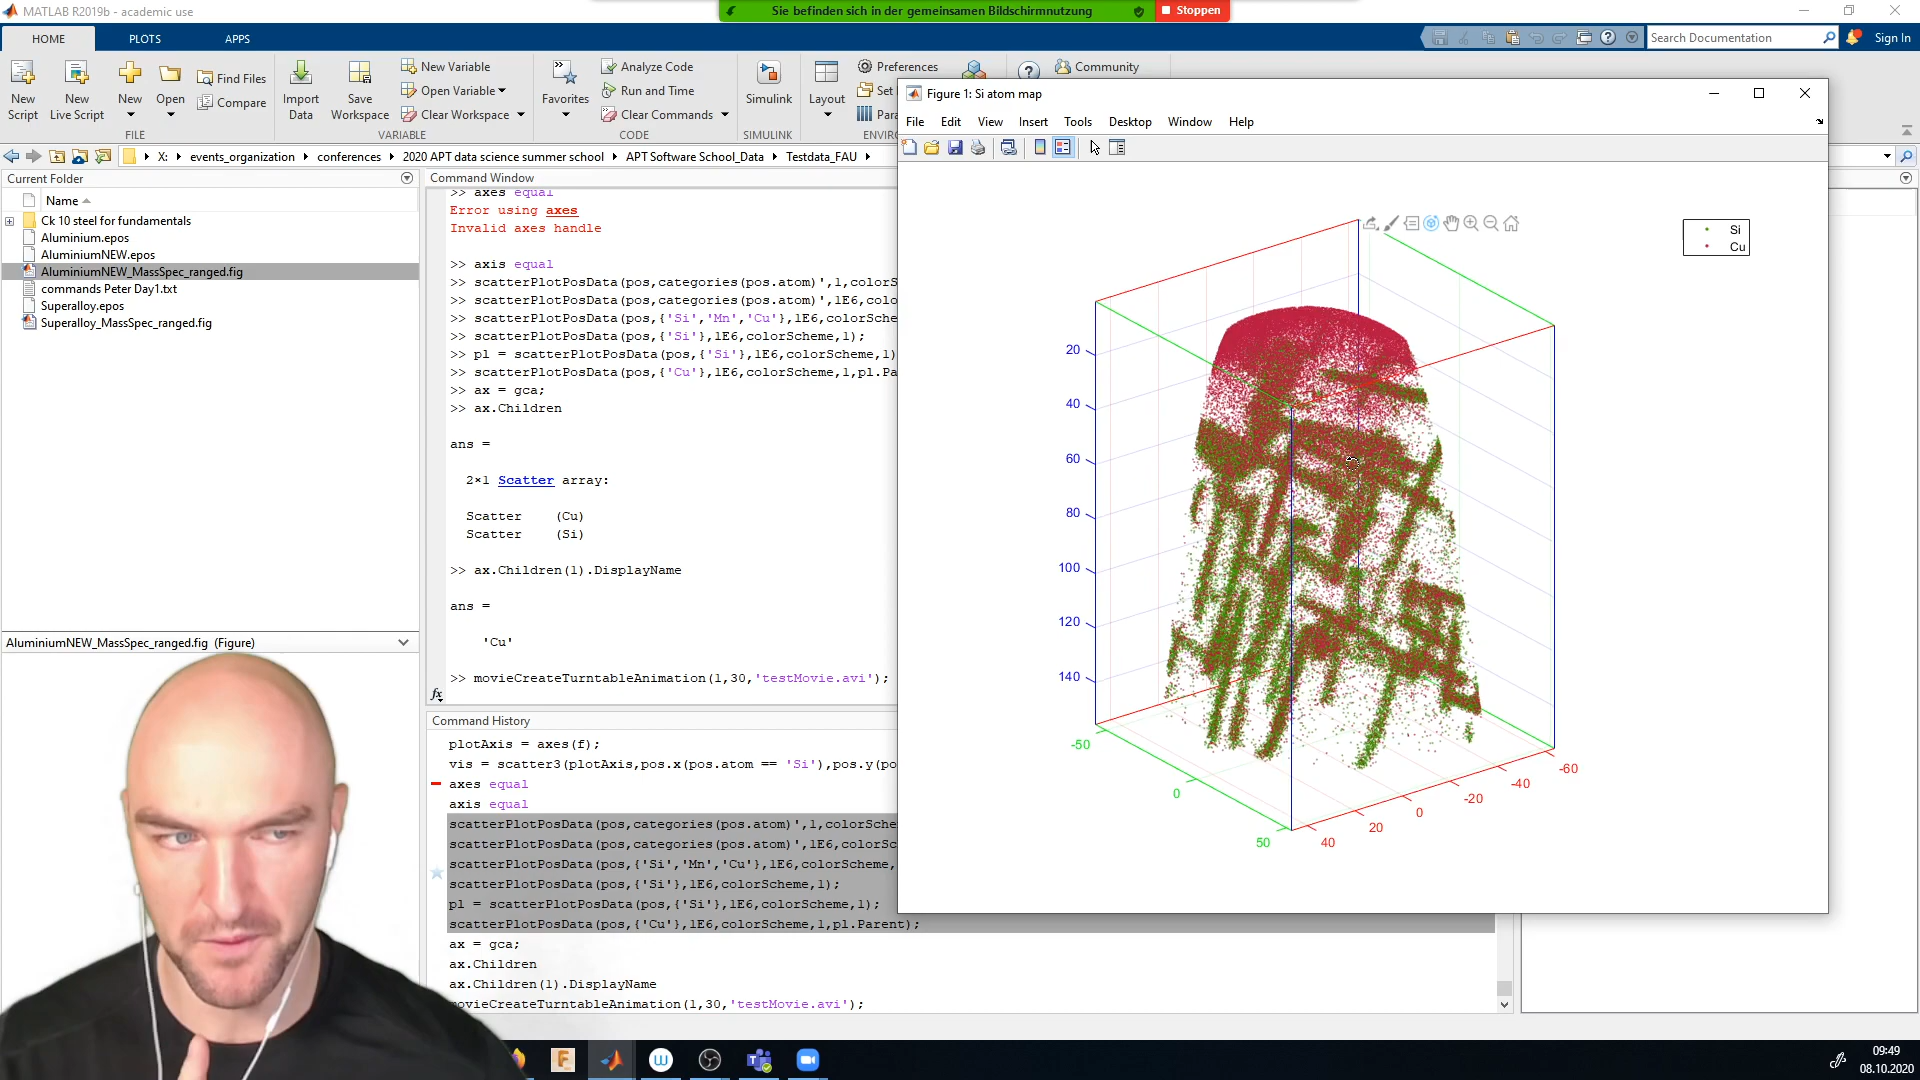 MATLAB R2019b - academic use
Sie befinden sich in der gemeinsamen Bildschirmnutzung
Stoppen
HOME PLOTS APPS
Search Documentation
Sign In
New Script
New Live Script
New
Open
Find Files
Compare
Import Data
Save Workspace
New Variable
Open Variable
Clear Workspace
Favorites
Analyze Code
Run and Time
Clear Commands
Simulink
Layout
Preferences
Set
Community
FILE VARIABLE CODE SIMULINK
X: events_organization conferences 2020 APT data science summer school APT Software School_Data Testdata_FAU
Current Folder
Name
Ck 10 steel for fundamentals
Aluminium.epos
AluminiumNEW.epos
AluminiumNEW_MassSpec_ranged.fig
commands Peter Day1.txt
Superalloy.epos
Superalloy_MassSpec_ranged.fig
AluminiumNEW_MassSpec_ranged.fig (Figure)
Command Window
>> axes equal
Error using axes
Invalid axes handle
>> axis equal
>> scatterPlotPosData(pos,categories(pos.atom)',1,colorS
>> scatterPlotPosData(pos,categories(pos.atom)',1E6,colo
>> scatterPlotPosData(pos,{'Si','Mn','Cu'},1E6,colorSche
>> scatterPlotPosData(pos,{'Si'},1E6,colorScheme,1);
>> pl = scatterPlotPosData(pos,{'Si'},1E6,colorScheme,1)
>> scatterPlotPosData(pos,{'Cu'},1E6,colorScheme,1,pl.Pa
>> ax = gca;
>> ax.Children
ans =
2×1 Scatter array:
Scatter (Cu)
Scatter (Si)
>> ax.Children(1).DisplayName
ans =
'Cu'
>> movieCreateTurntableAnimation(1,30,'testMovie.avi');
fx
Command History
plotAxis = axes(f);
vis = scatter3(plotAxis,pos.x(pos.atom == 'Si'),pos.y(po
axes equal
axis equal
scatterPlotPosData(pos,categories(pos.atom)',1,colorSche
scatterPlotPosData(pos,categories(pos.atom)',1E6,colorSc
scatterPlotPosData(pos,{'Si','Mn','Cu'},1E6,colorScheme,
scatterPlotPosData(pos,{'Si'},1E6,colorScheme,1);
pl = scatterPlotPosData(pos,{'Si'},1E6,colorScheme,1);
scatterPlotPosData(pos,{'Cu'},1E6,colorScheme,1,pl.Parent);
ax = gca;
ax.Children
ax.Children(1).DisplayName
movieCreateTurntableAnimation(1,30,'testMovie.avi');
Figure 1: Si atom map
File Edit View Insert Tools Desktop Window Help
Si
Cu
20
40
60
80
100
120
140
-50
0
50
40
20
0
-20
-40
-60
09:49
08.10.2020